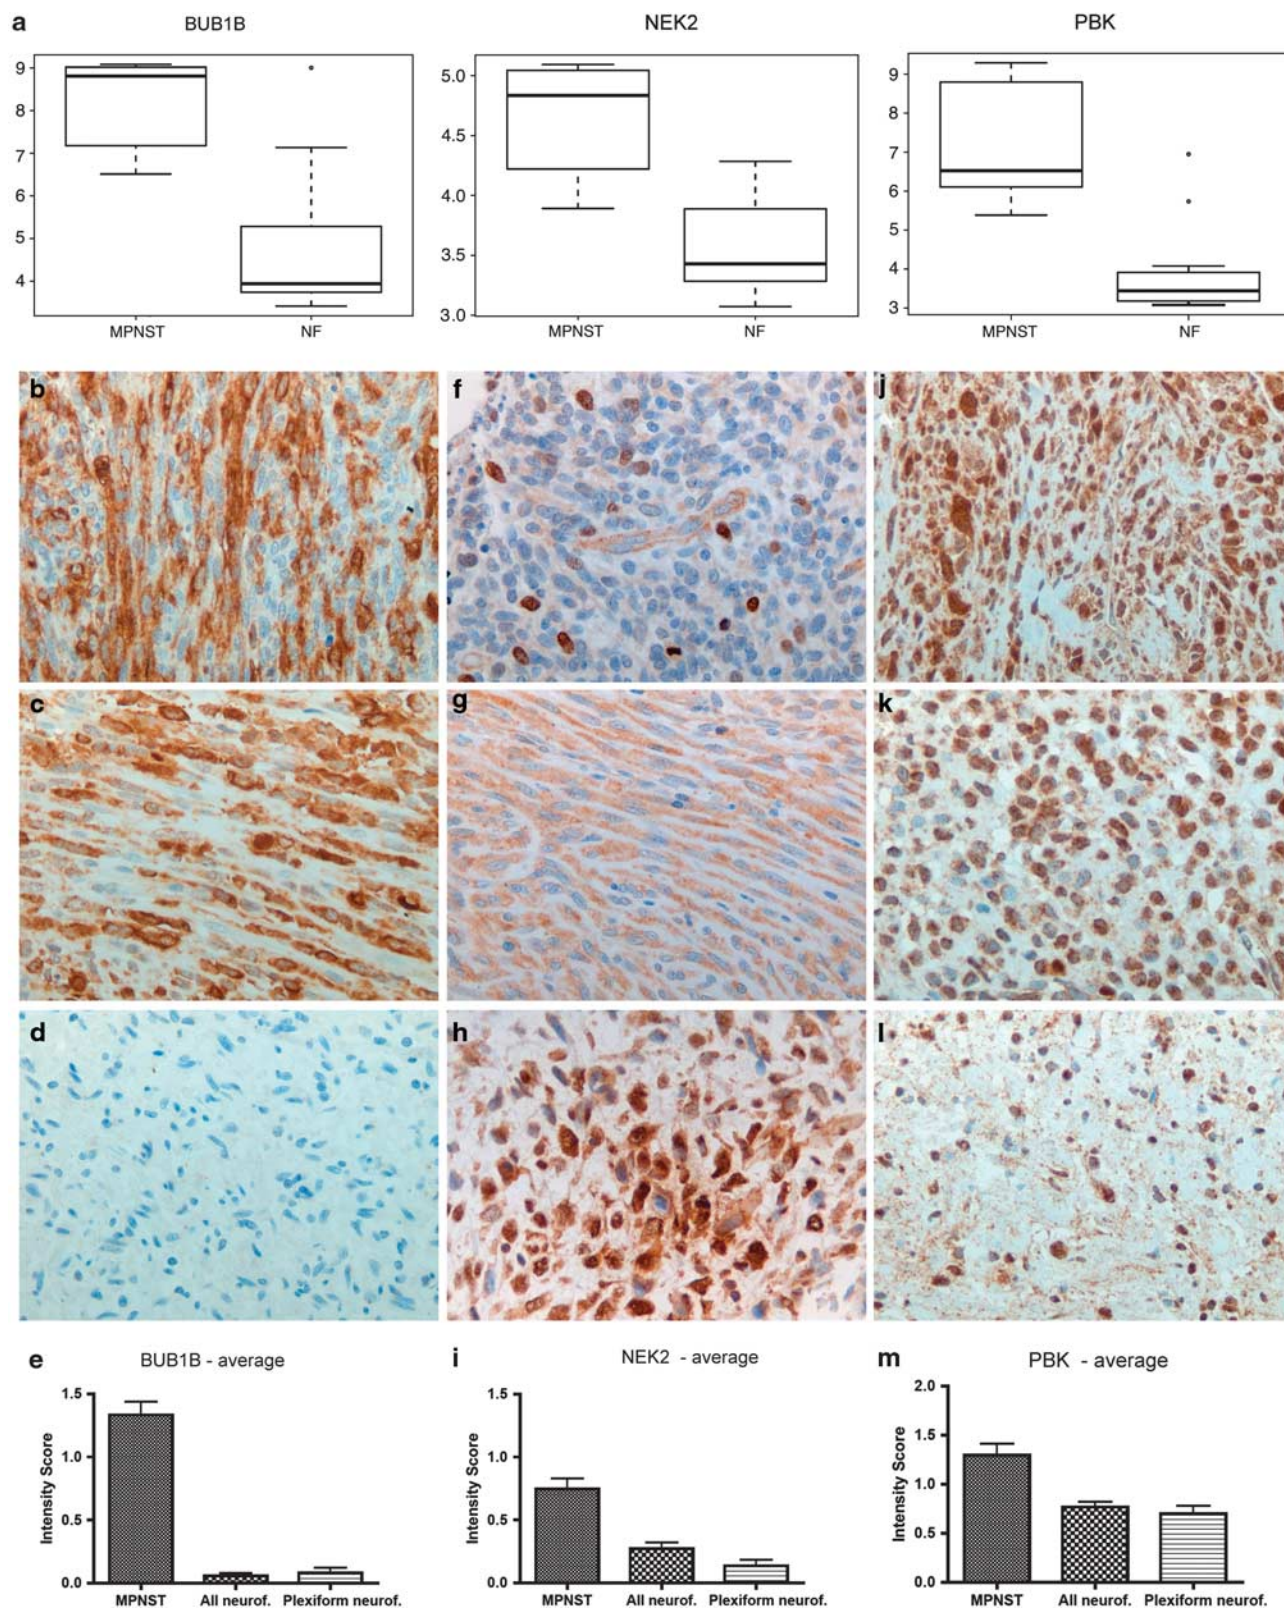 a
BUB1B
NEK2
PBK
9
8
7
6
5
4
MPNST
NF
5.0
4.5
4.0
3.5
3.0
MPNST
NF
9
8
7
6
5
4
3
MPNST
NF
b
f
j
c
g
k
d
h
l
e
BUB1B - average
1.5
1.0
0.5
0.0
Intensity Score
MPNST
All neurof.
Plexiform neurof.
i
NEK2 - average
1.5
1.0
0.5
0.0
Intensity Score
MPNST
All neurof.
Plexiform neurof.
m
PBK - average
2.0
1.5
1.0
0.5
0.0
Intensity Score
MPNST
All neurof.
Plexiform neurof.